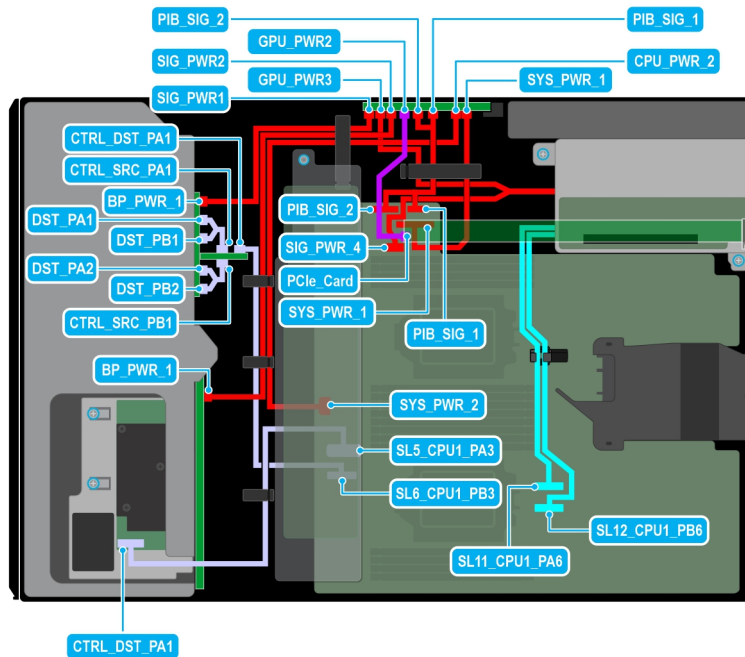 PIB_SIG_2
PIB_SIG_1
GPU_PWR2
SIG_PWR2
CPU_PWR_2
GPU_PWR3
SYS_PWR_1
SIG_PWR1
CTRL_DST_PA1
CTRL_SRC_PA1
BP_PWR_1
DST_PA1
PIB_SIG_2
DST_PB1
SIG_PWR_4
DST_PA2
PCIe_Card
DST_PB2
SYS_PWR_1
CTRL_SRC_PB1
PIB_SIG_1
BP_PWR_1
SYS_PWR_2
SL5_CPU1_PA3
SL6_CPU1_PB3
SL12_CPU1_PB6
SL11_CPU1_PA6
CTRL_DST_PA1